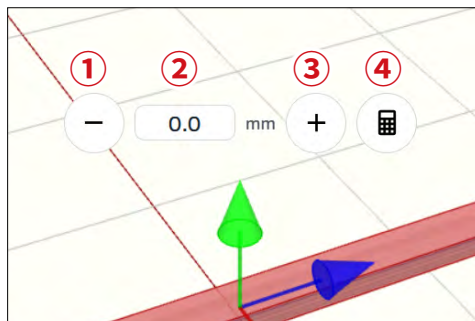 ① ② ③ ④
− 0.0 mm +